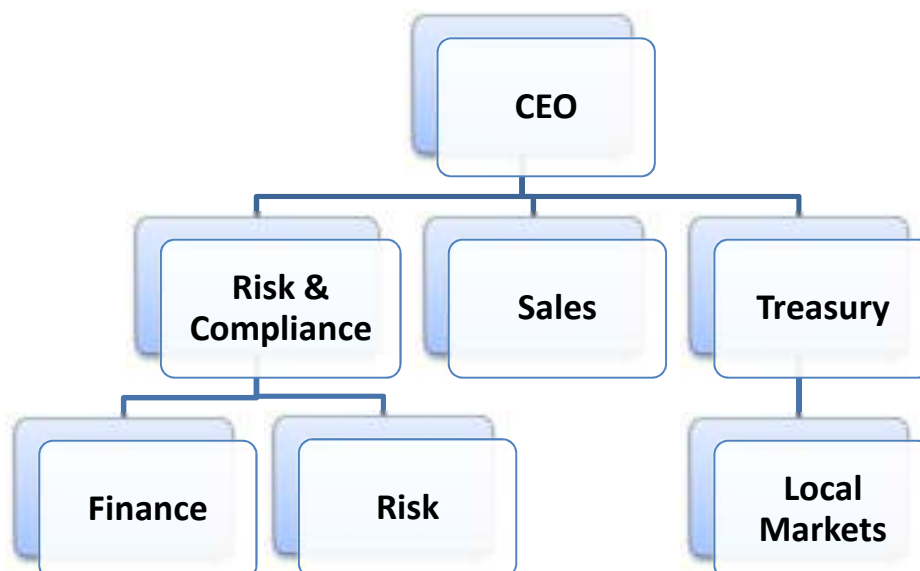 CEO
Risk &
Compliance
Sales
Treasury
Finance
Risk
Local
Markets